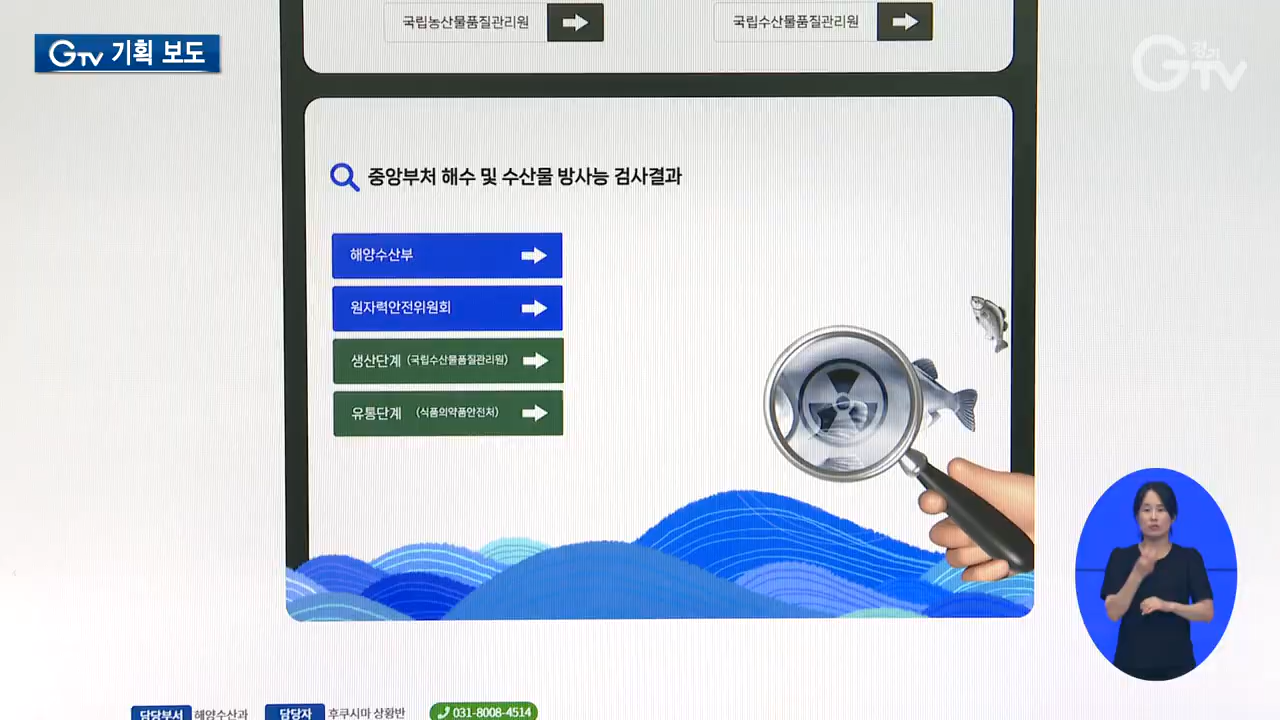 국립농산물품질관리원
국립수산물품질관리원
GTV 기획 보도
경기 GTV
중앙부처 해수 및 수산물 방사능 검사결과
해양수산부
원자력안전위원회
생산단계 (국립수산물품질관리원)
유통단계 (식품의약품안전처)
담당부서 해양수산과 담당자 후쿠시마 상황반 031-8008-4514